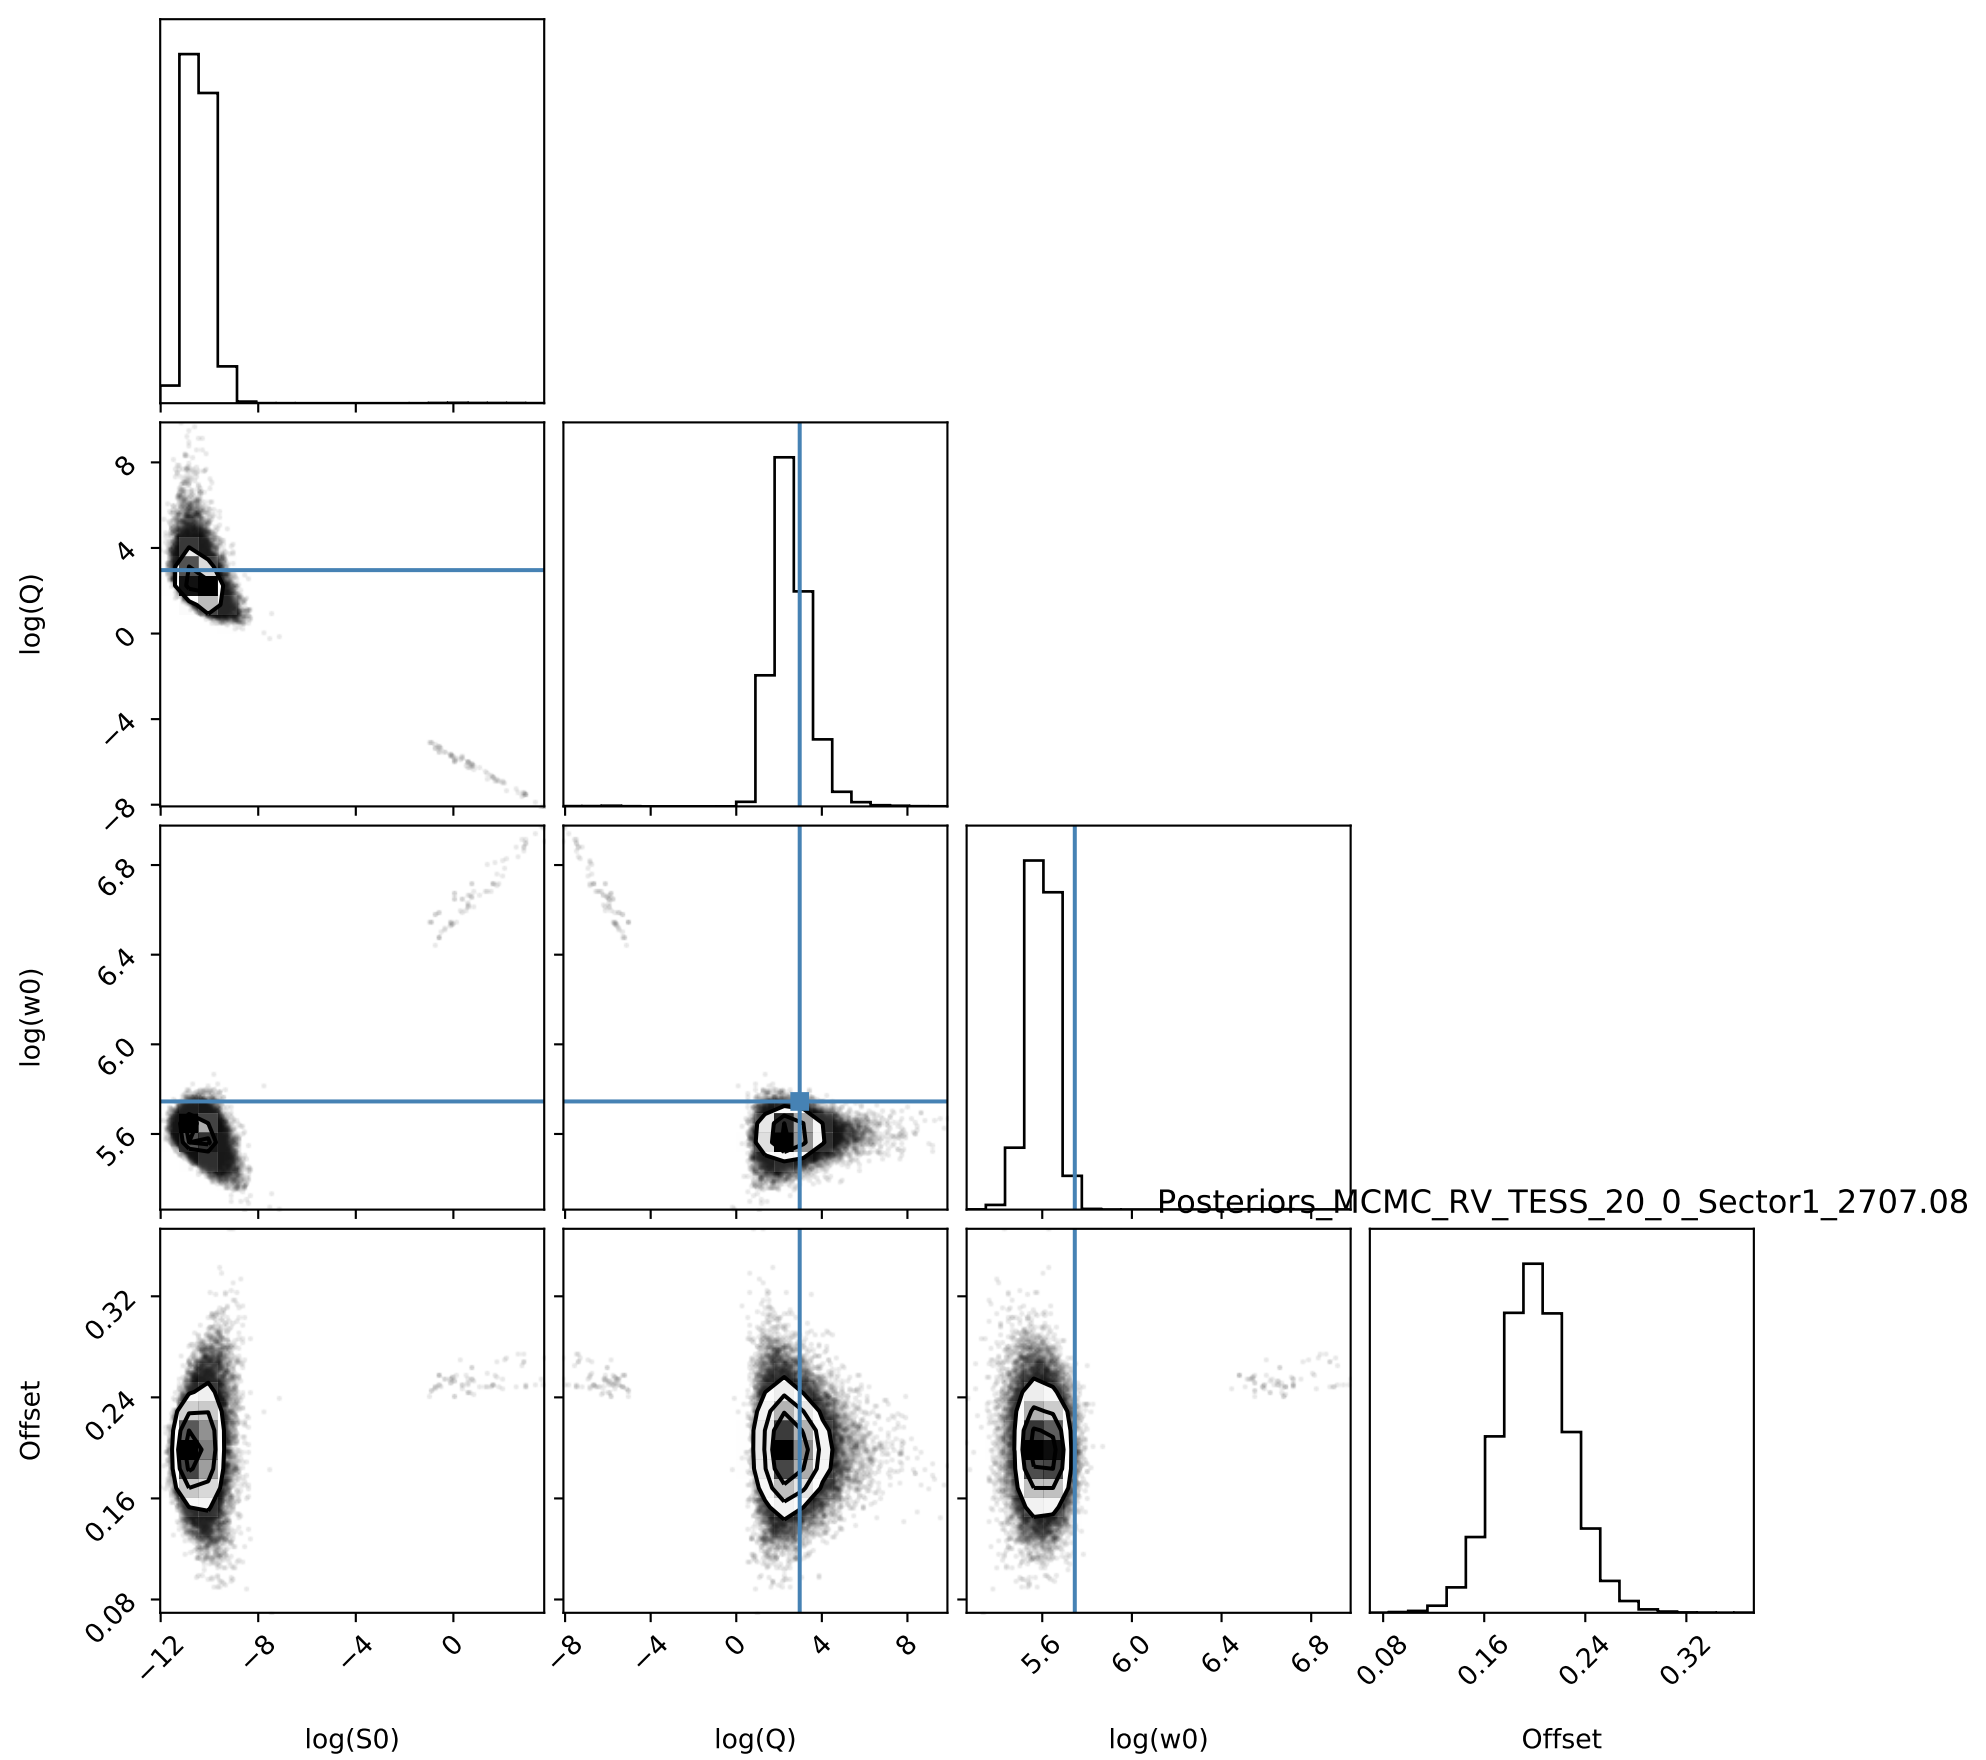 8
4
0
−4
−8
log(Q)
6.8
6.4
6.0
5.6
log(w0)
Posteriors_MCMC_RV_TESS_20_0_Sector1_2707.08
0.32
0.24
0.16
0.08
Offset
−12 −8 −4 0
−8 −4 0 4 8
5.6 6.0 6.4 6.8
0.08 0.16 0.24 0.32
log(S0) log(Q) log(w0) Offset